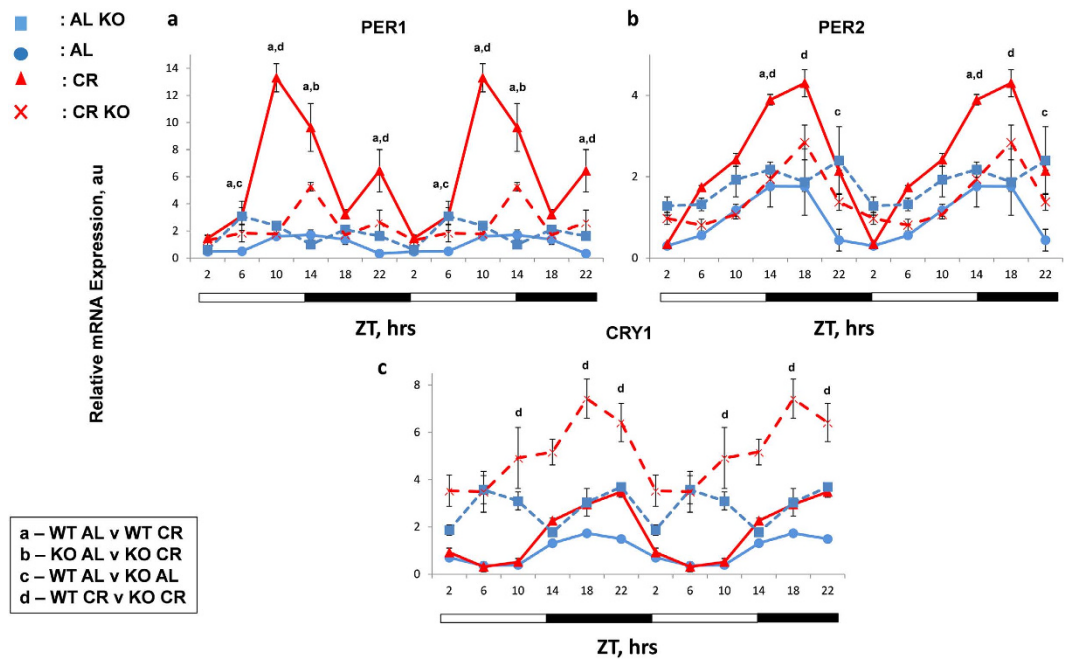 : AL KO
: AL
: CR
: CR KO
Relative mRNA Expression, au
a
PER1
14
12
10
8
6
4
2
0
a,c
a,d
a,b
a,d
a,c
a,d
a,b
a,d
2 6 10 14 18 22 2 6 10 14 18 22
ZT, hrs
b
PER2
4
2
0
a,d
d
c
a,d
d
c
2 6 10 14 18 22 2 6 10 14 18 22
ZT, hrs
CRY1
c
8
6
4
2
0
d
d
d
d
d
d
2 6 10 14 18 22 2 6 10 14 18 22
ZT, hrs
a – WT AL v WT CR
b – KO AL v KO CR
c – WT AL v KO AL
d – WT CR v KO CR